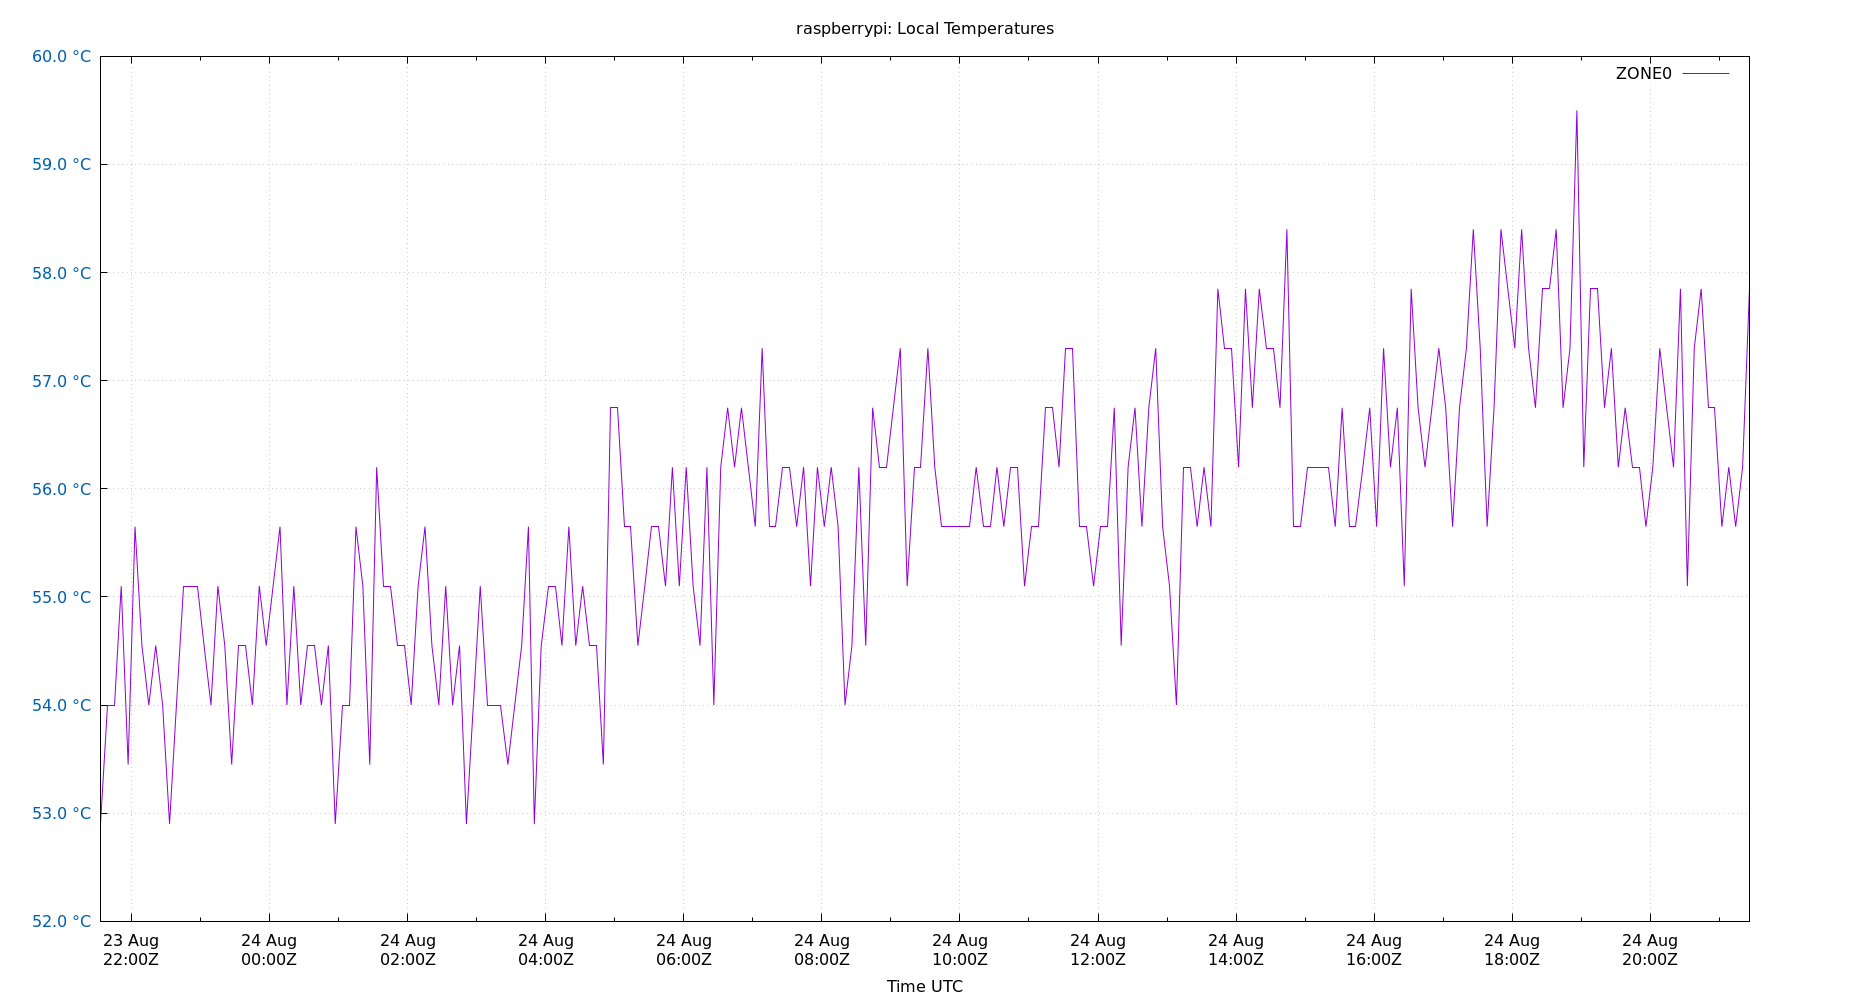 raspberrypi: Local Temperatures
60.0 °C
ZONE0
59.0 °C
58.0 °C
57.0 °C
56.0 °C
55.0 °C
54.0 °C
53.0 °C
52.0 °C
23 Aug 24 Aug 24 Aug 24 Aug 24 Aug 24 Aug 24 Aug 24 Aug 24 Aug 24 Aug 24 Aug 24 Aug
22:00Z 00:00Z 02:00Z 04:00Z 06:00Z 08:00Z 10:00Z 12:00Z 14:00Z 16:00Z 18:00Z 20:00Z
Time UTC